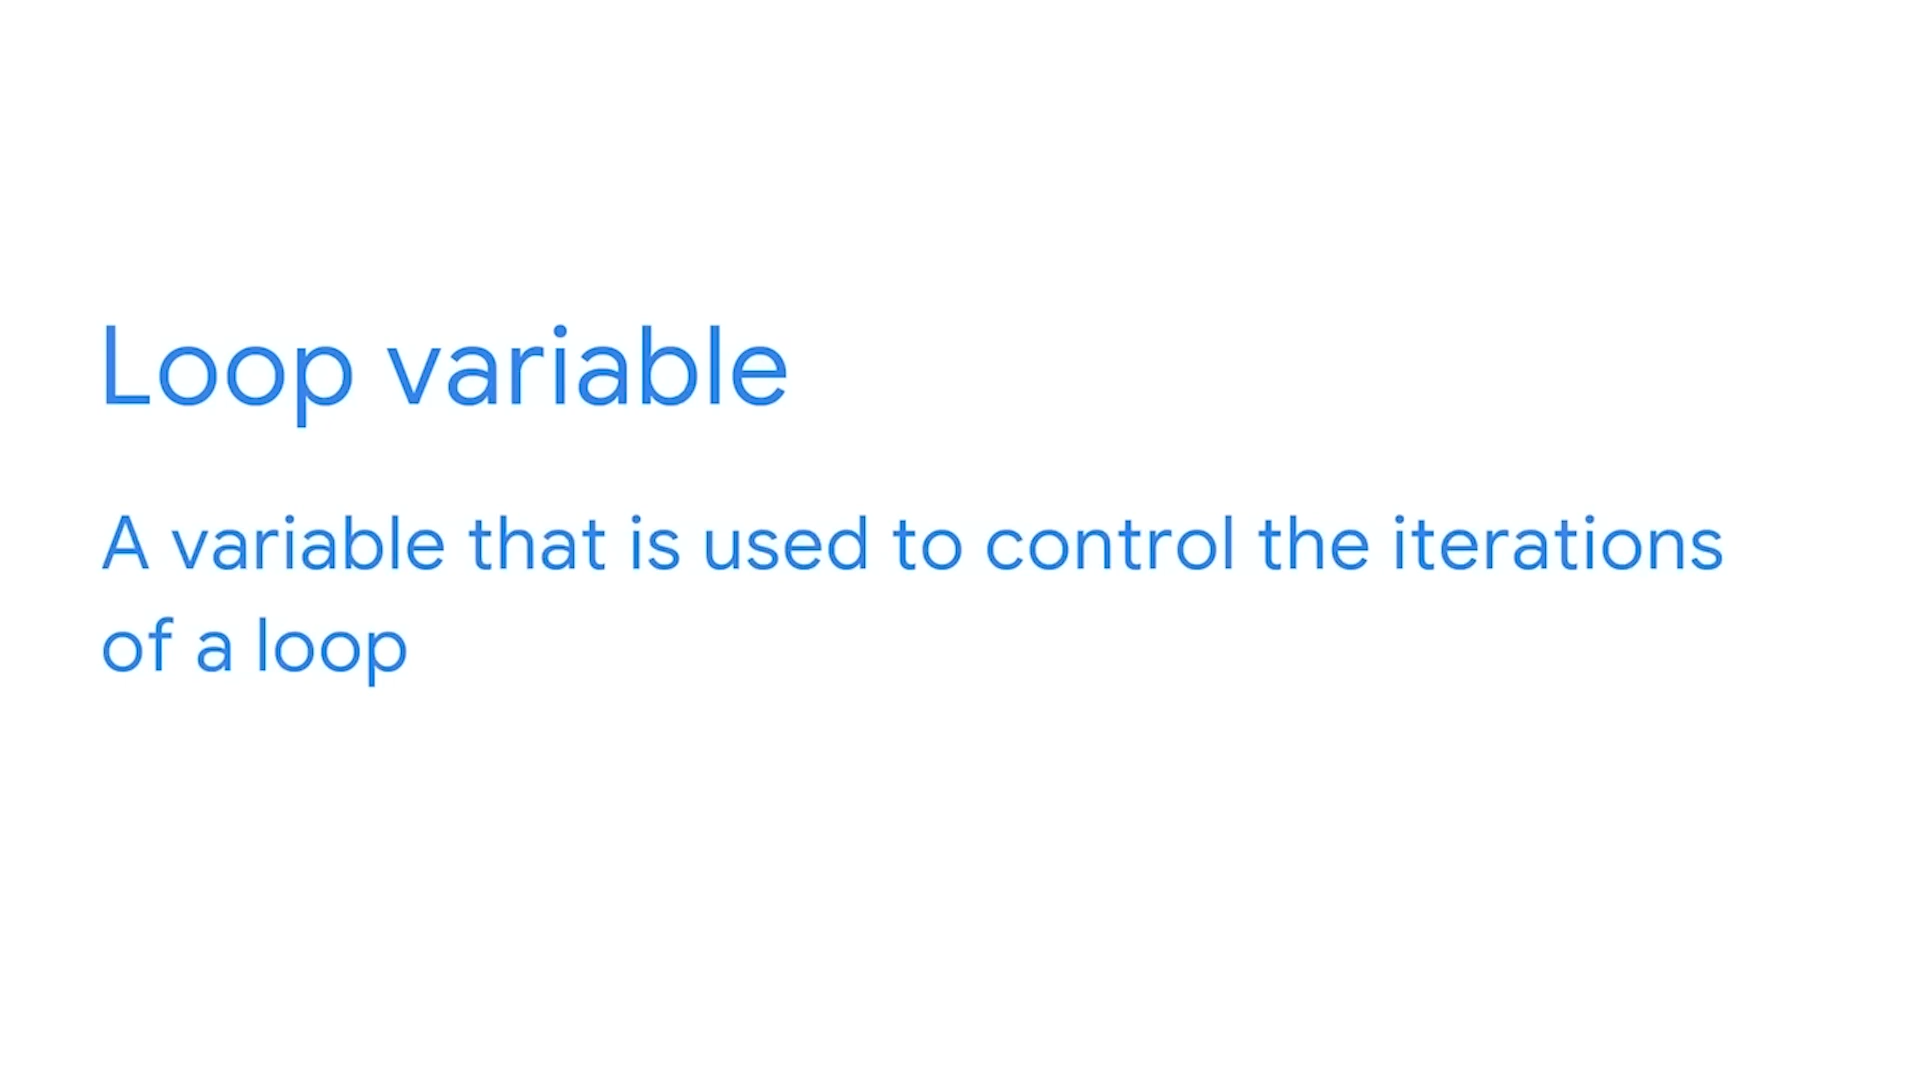 Loop variable
A variable that is used to control the iterations
of a loop